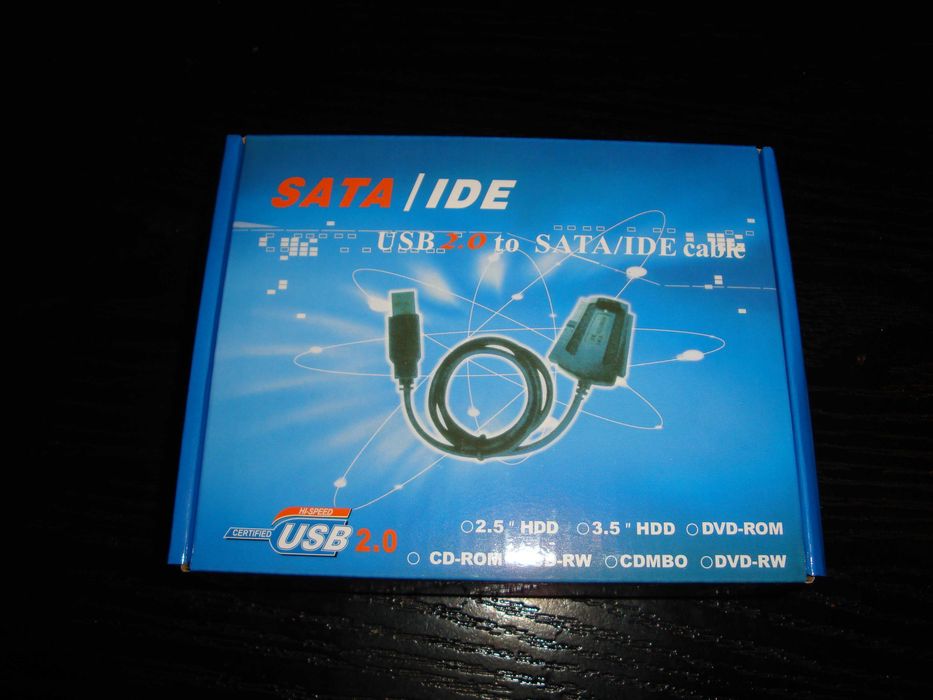 SATA/IDE
USB 2.0 to SATA/IDE cable
HI-SPEED
CERTIFIED USB 2.0
2.5" HDD 3.5" HDD DVD-ROM
CD-ROM -RW CDMBO DVD-RW